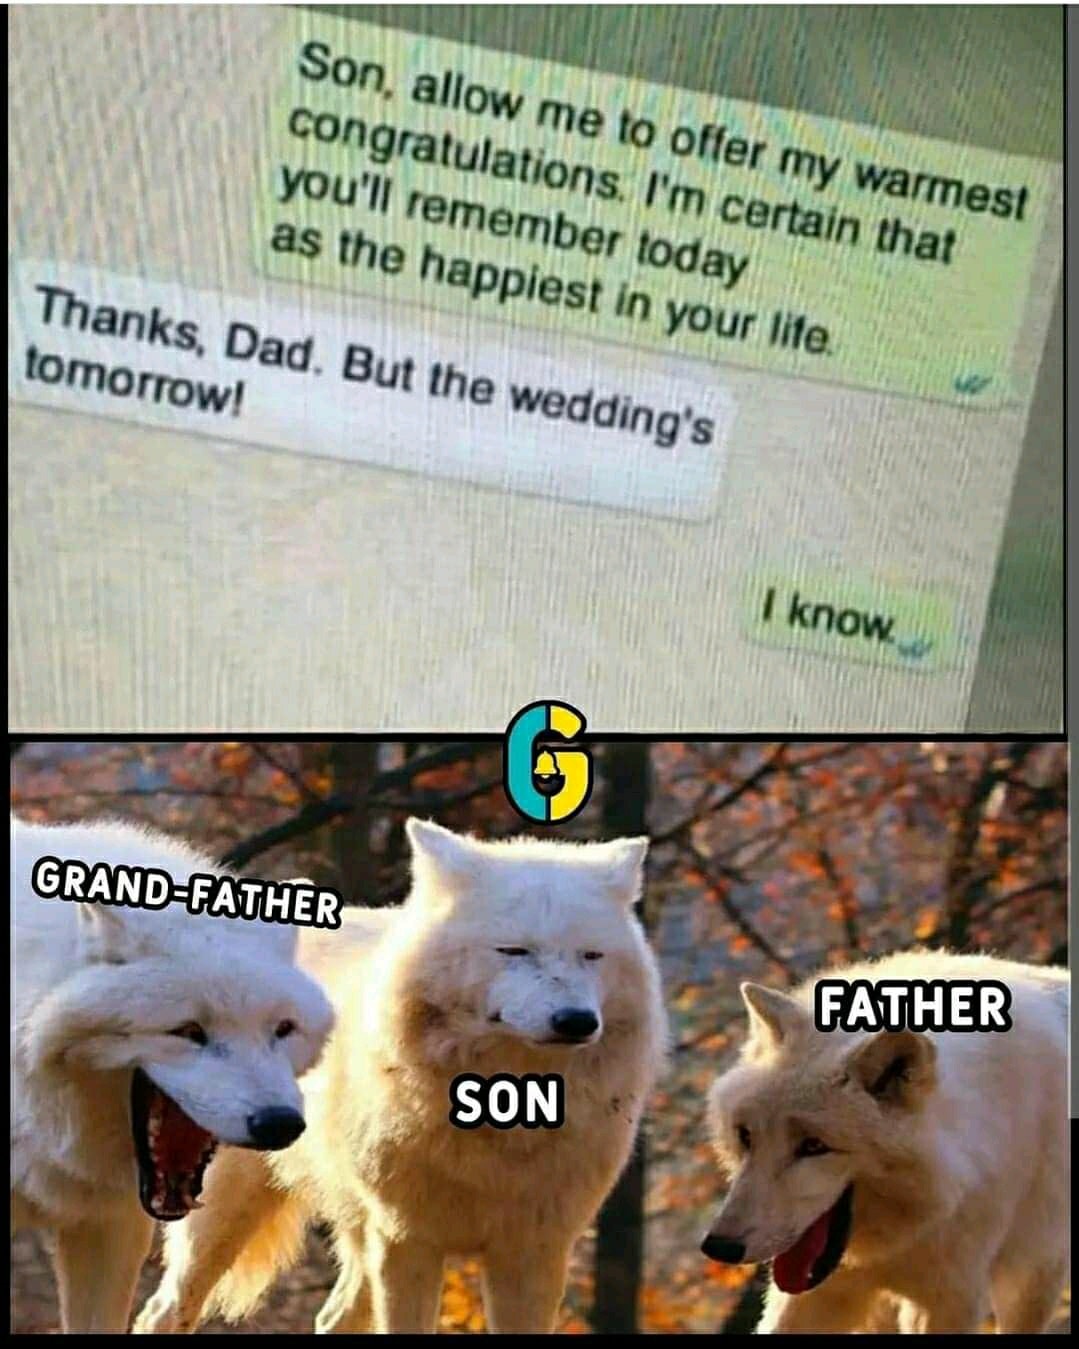 Son, allow me to offer my warmest
congratulations. I'm certain that
you'll remember today
as the happiest in your life.
Thanks, Dad. But the wedding's
tomorrow!
I know.
G
GRAND-FATHER
SON
FATHER